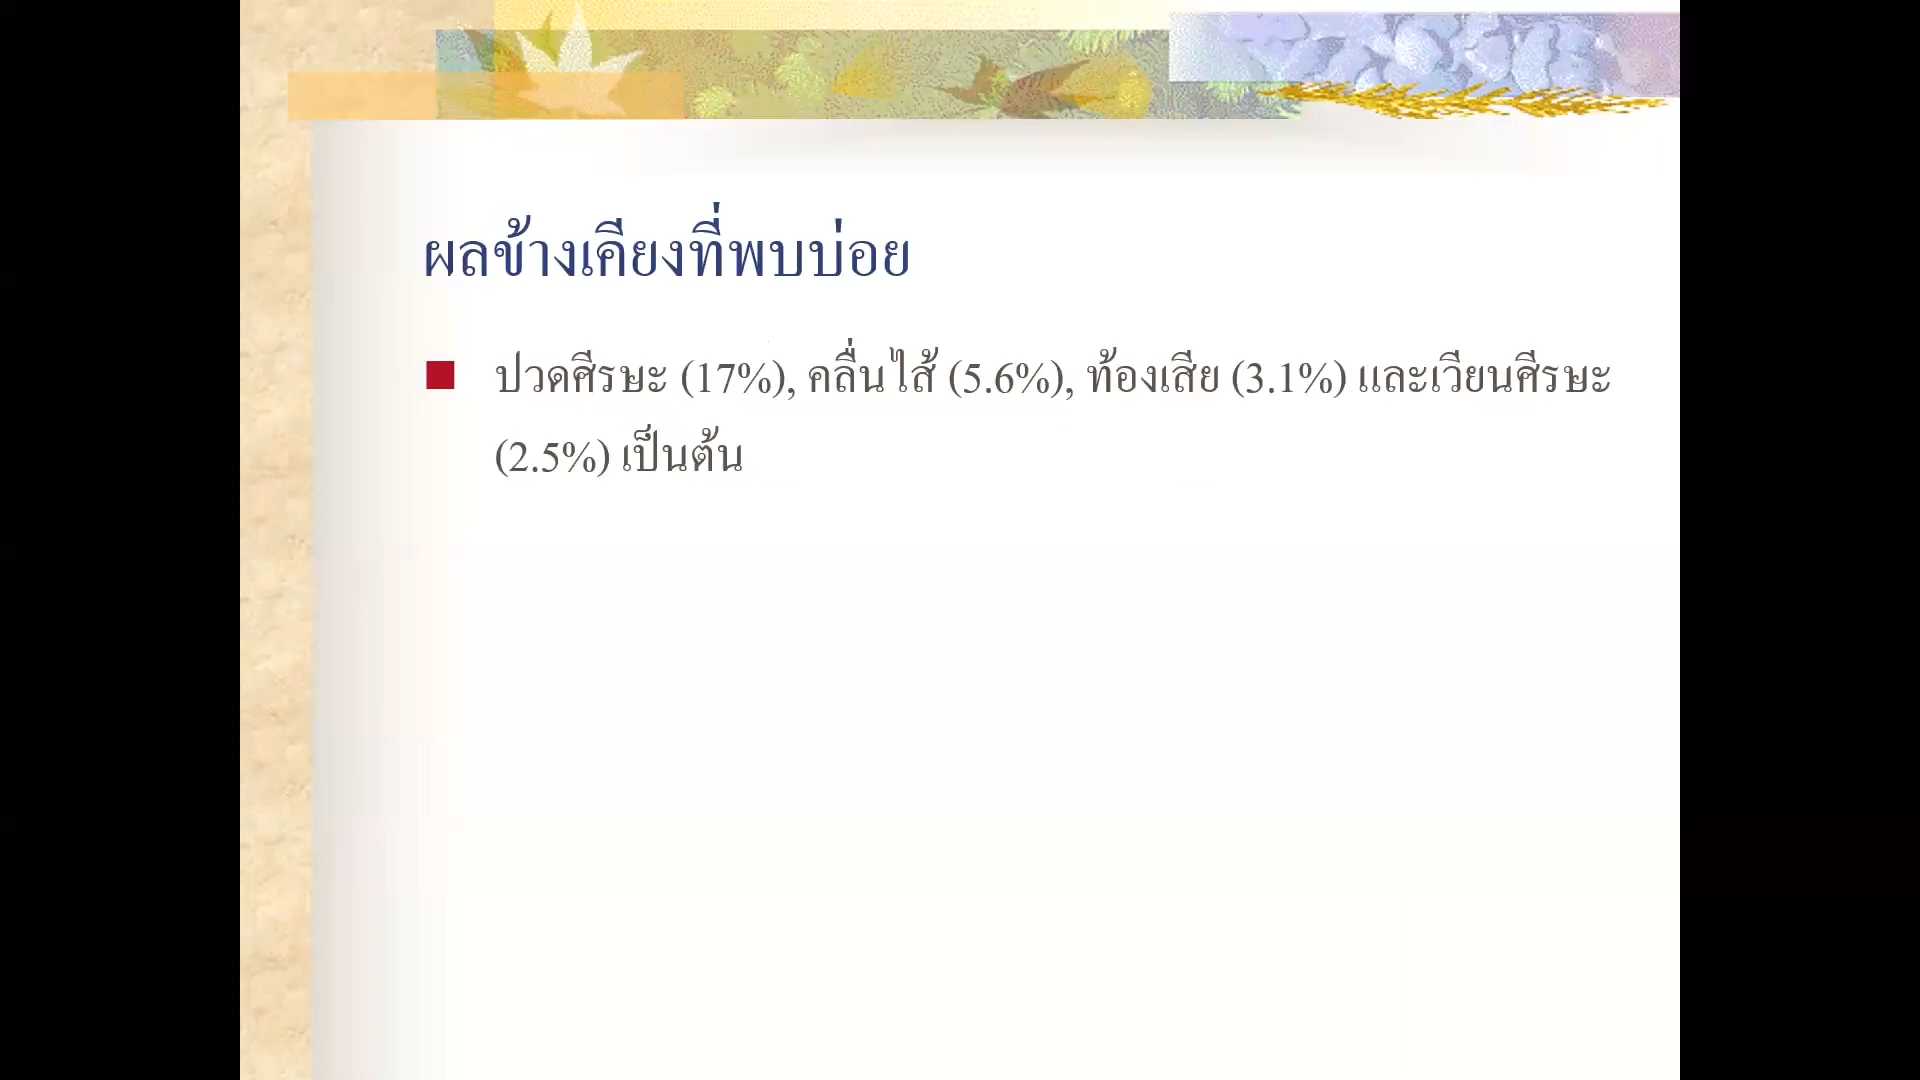 ผลข้างเคียงที่พบบ่อย
ปวดศีรษะ (17%), คลื่นไส้ (5.6%), ท้องเสีย (3.1%) และเวียนศีรษะ
(2.5%) เป็นต้น